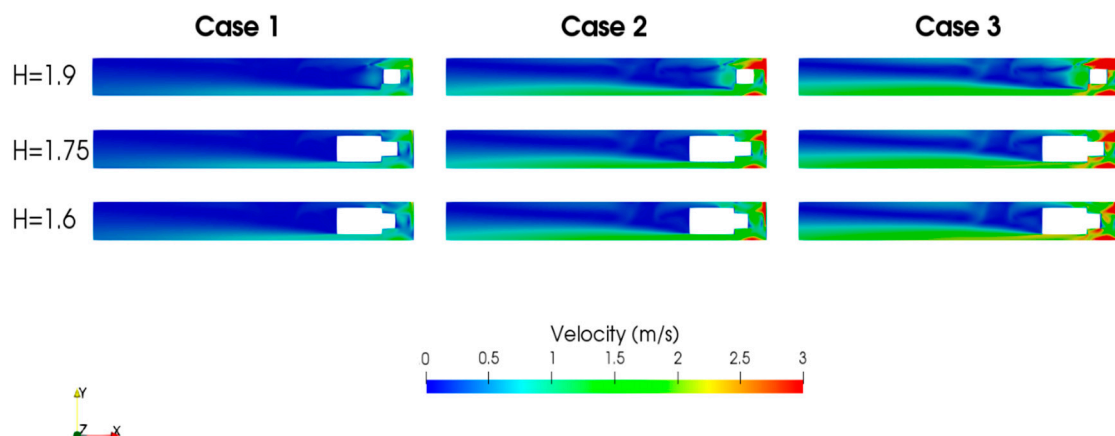 Case 1 Case 2 Case 3
H=1.9
H=1.75
H=1.6
Velocity (m/s)
0 0.5 1 1.5 2 2.5 3
Y
Z X